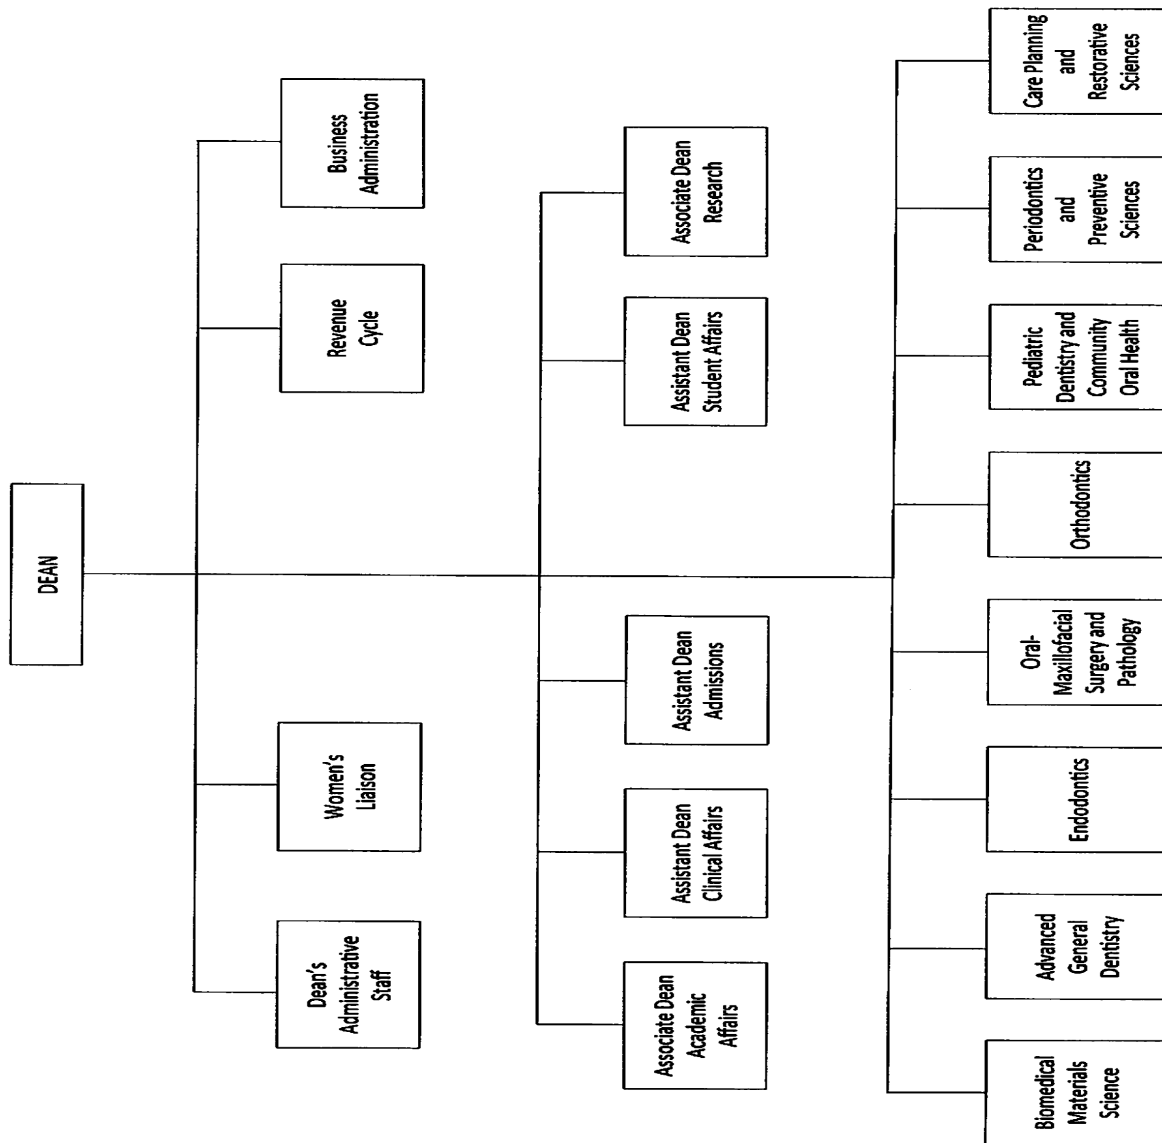 DEAN
Dean's
Administrative
Staff
Women's
Liaison
Revenue
Cycle
Business
Administration
Associate Dean
Academic
Affairs
Assistant Dean
Clinical Affairs
Assistant Dean
Admissions
Assistant Dean
Student Affairs
Associate Dean
Research
Biomedical
Materials
Science
Advanced
General
Dentistry
Endodontics
Oral-
Maxillofacial
Surgery and
Pathology
Orthodontics
Pediatric
Dentistry and
Community
Oral Health
Periodontics
and
Preventive
Sciences
Care Planning
and
Restorative
Sciences